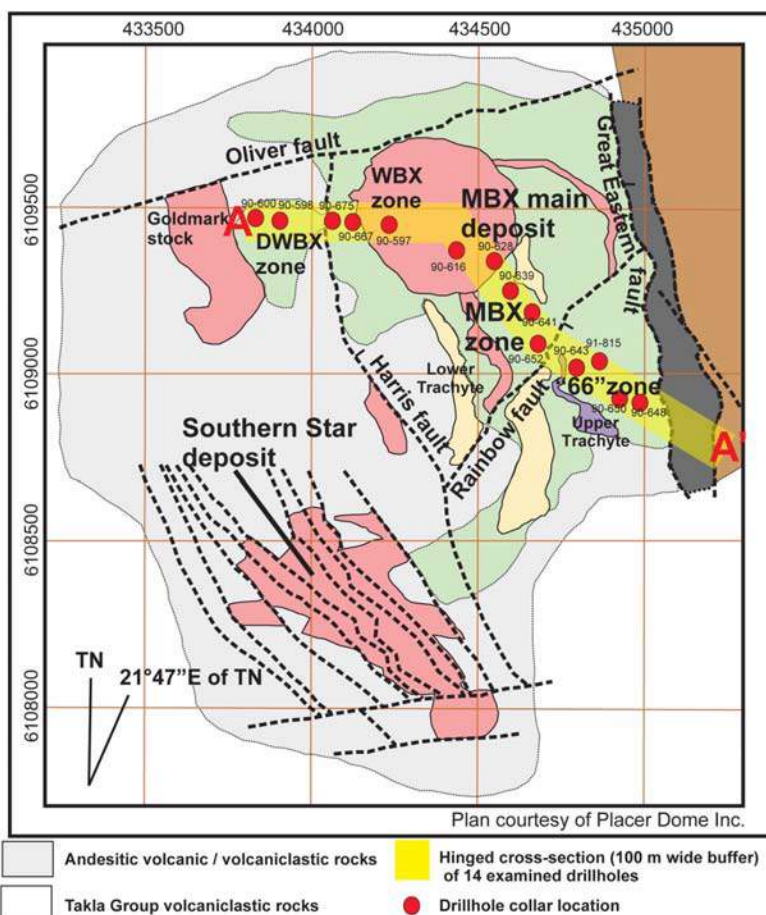 433500 434000 434500 435000
6109500
6109000
6108500
6108000
Oliver fault
WBX
zone
MBX main
deposit
Great Eastern
fault
90-600 90-598 90-675
Goldmark
stock
A
90-667 90-597
DWBX
zone
90-628
90-616
90-639
MBX
zone
90-641
90-652
90-643
91-815
Lower
Trachyte
Harris fault
Rainbow fault
"66"zone
90-650 90-648
Upper
Trachyte
A'
Southern Star
deposit
TN
21°47"E of TN
Plan courtesy of Placer Dome Inc.
Andesitic volcanic / volcaniclastic rocks
Hinged cross-section (100 m wide buffer)
of 14 examined drillholes
Takla Group volcaniclastic rocks
Drillhole collar location